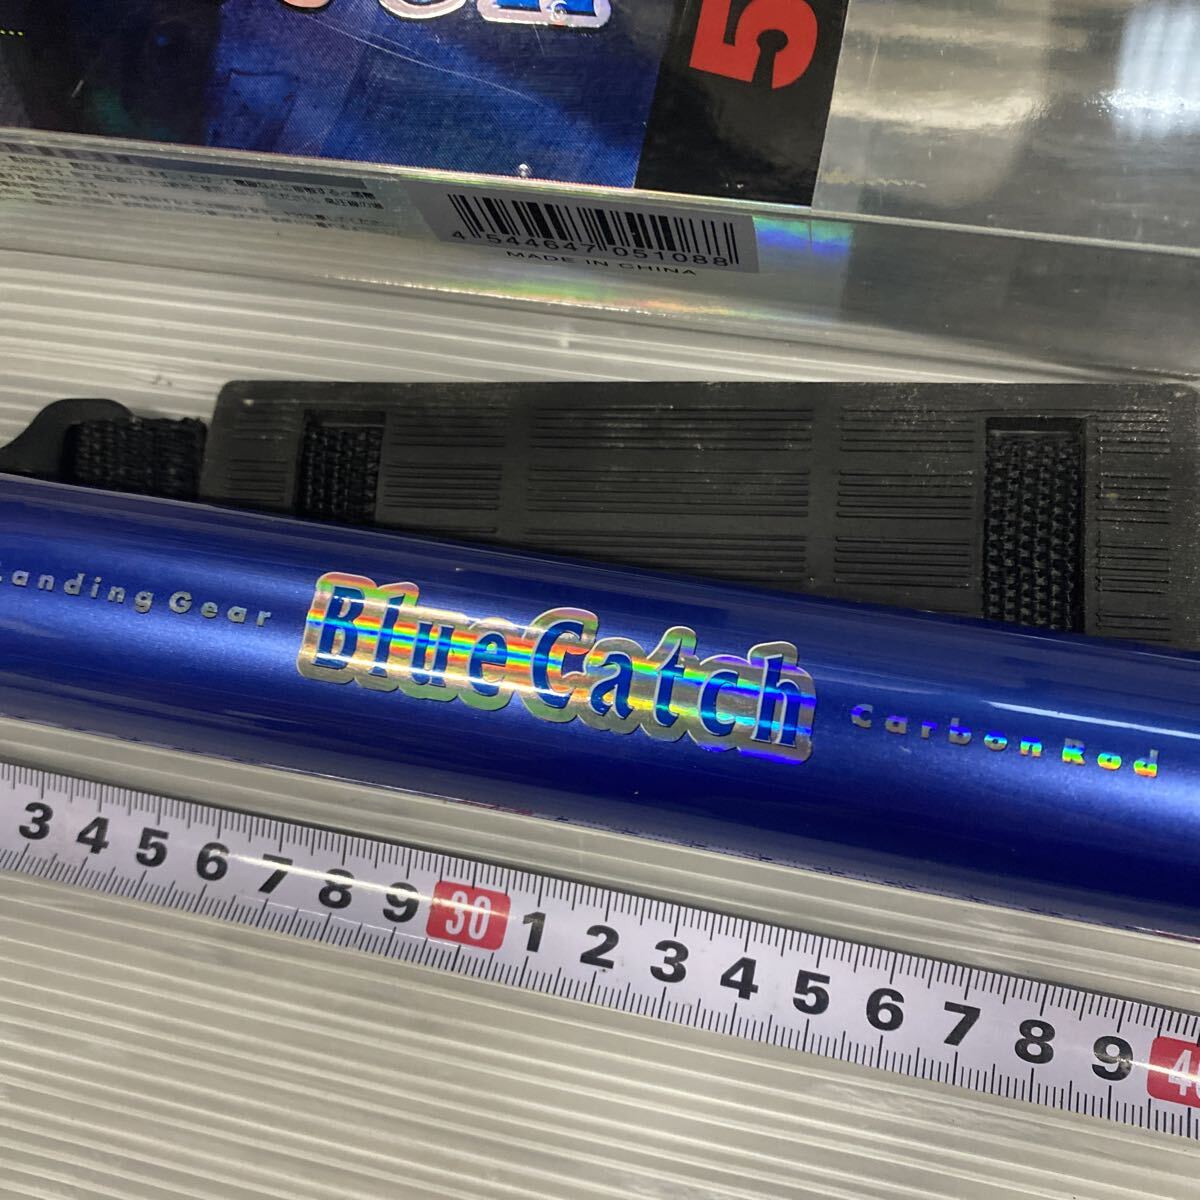 5
4 544647 051088
MADE IN CHINA
Landing Gear Blue Catch Carbon Rod
3 4 5 6 7 8 9 30 1 2 3 4 5 6 7 8 9 40